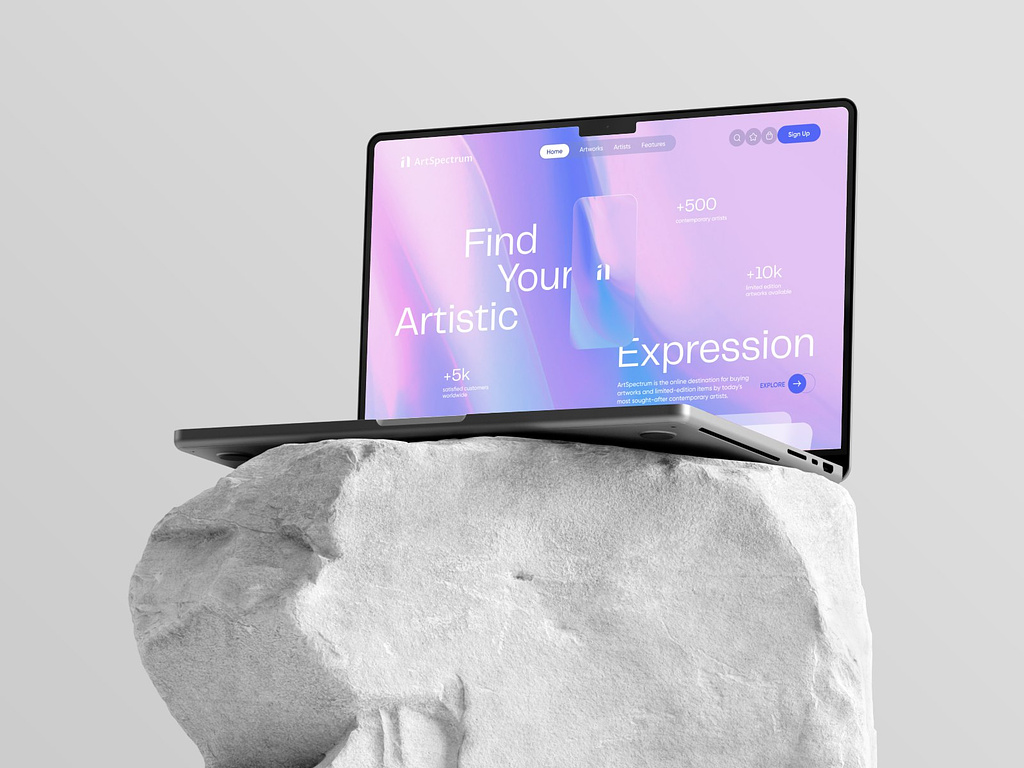 ArtSpectrum
Home Artworks Artists Features
Sign Up
Find
Your
Artistic
Expression
+500
contemporary artists
+10k
limited edition
artworks available
+5k
satisfied customers
worldwide
ArtSpectrum is the online destination for buying
artworks and limited-edition items by today's
most sought-after contemporary artists.
EXPLORE